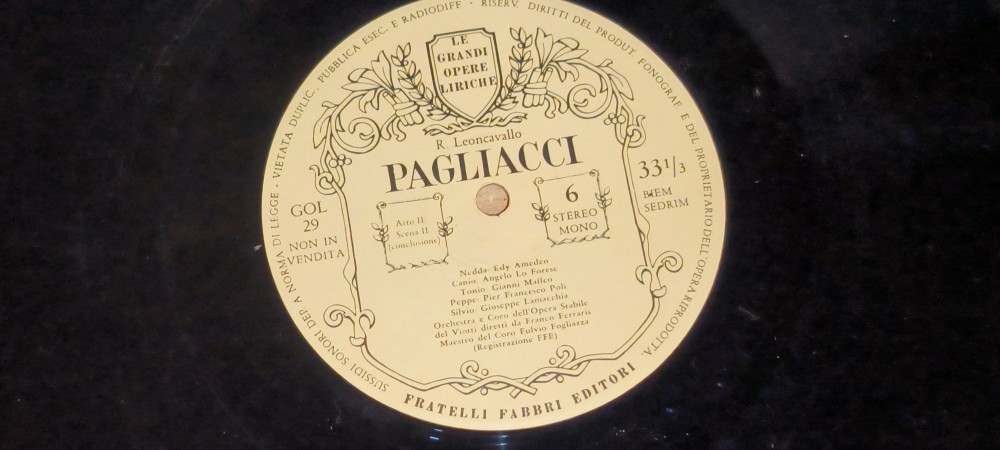 SUSSIDI SONORI DEP. A NORMA DI LEGGE - VIETATA DUPLIC., PUBBLICA ESEC. E RADIODIFF - RISERV. DIRITTI DEL PRODUT. FONOGRAF. E DEL PROPRIETARIO DELL'OPERA RIPRODOTTA.
LE
GRANDI
OPERE
LIRICHE
R. Leoncavallo
PAGLIACCI
GOL
29
NON IN
VENDITA
Atto II
Scena II
(conclusione)
6
STEREO
MONO
33 1/3
BIEM
SEDRIM
Nedda: Edy Amedeo
Canio: Angelo Lo Forese
Tonio: Gianni Maffeo
Peppe: Pier Francesco Poli
Silvio: Giuseppe Lamacchia
Orchestra e Coro dell'Opera Stabile
del Viotti diretti da Franco Ferraris
Maestro del Coro Fulvio Fogliazza
(Registrazione FFE)
FRATELLI FABBRI EDITORI